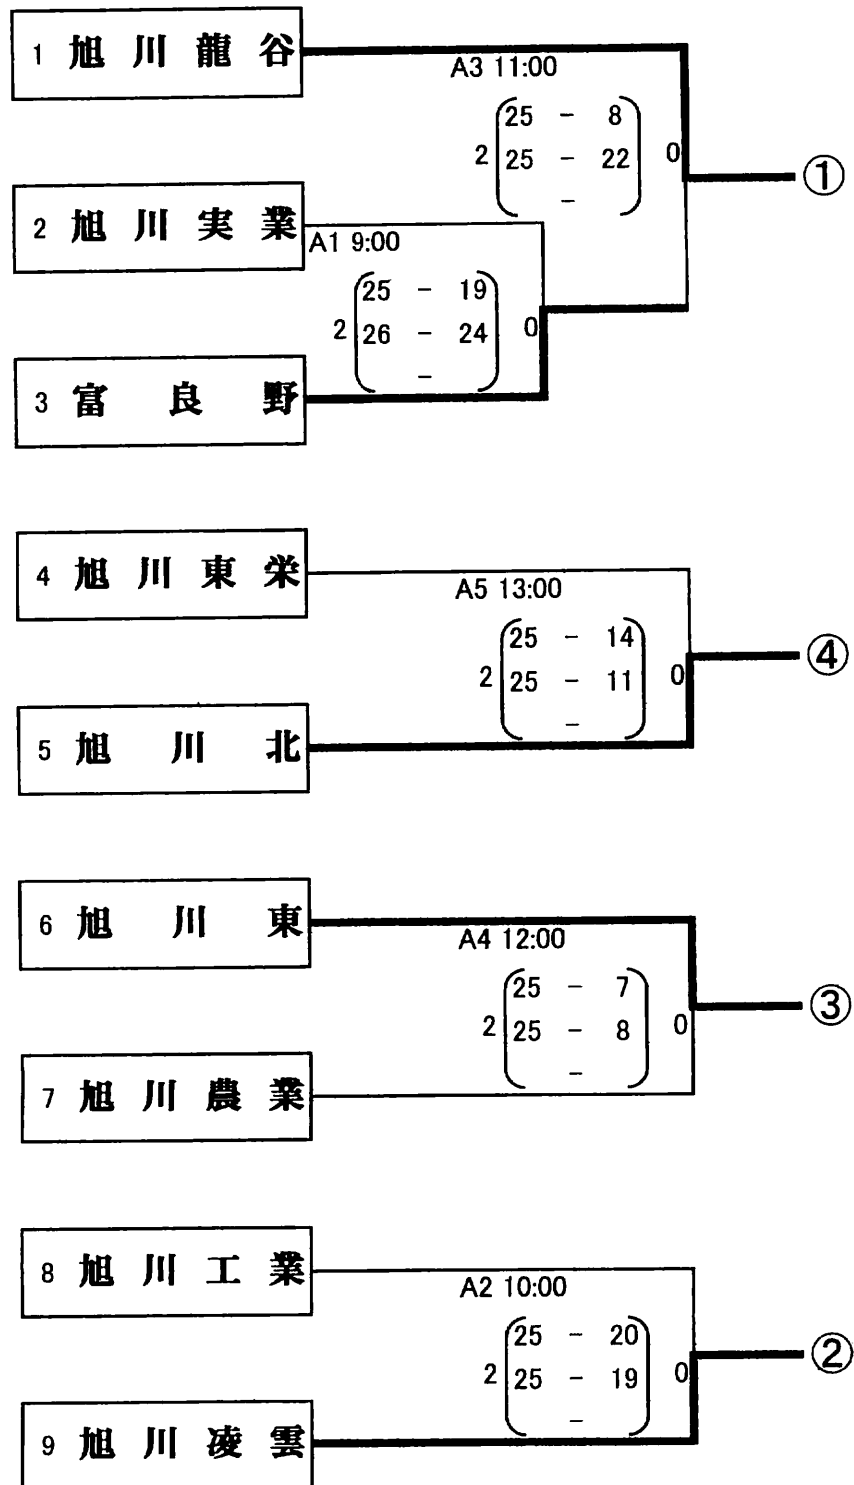 1 旭川龍谷
A3 11:00
25 - 8
2 25 - 22 0
-
①
2 旭川実業
A1 9:00
25 - 19
2 26 - 24 0
-
3 富良野
4 旭川東栄
A5 13:00
25 - 14
2 25 - 11 0
-
④
5 旭川北
6 旭川東
A4 12:00
25 - 7
2 25 - 8 0
-
③
7 旭川農業
8 旭川工業
A2 10:00
25 - 20
2 25 - 19 0
-
②
9 旭川凌雲